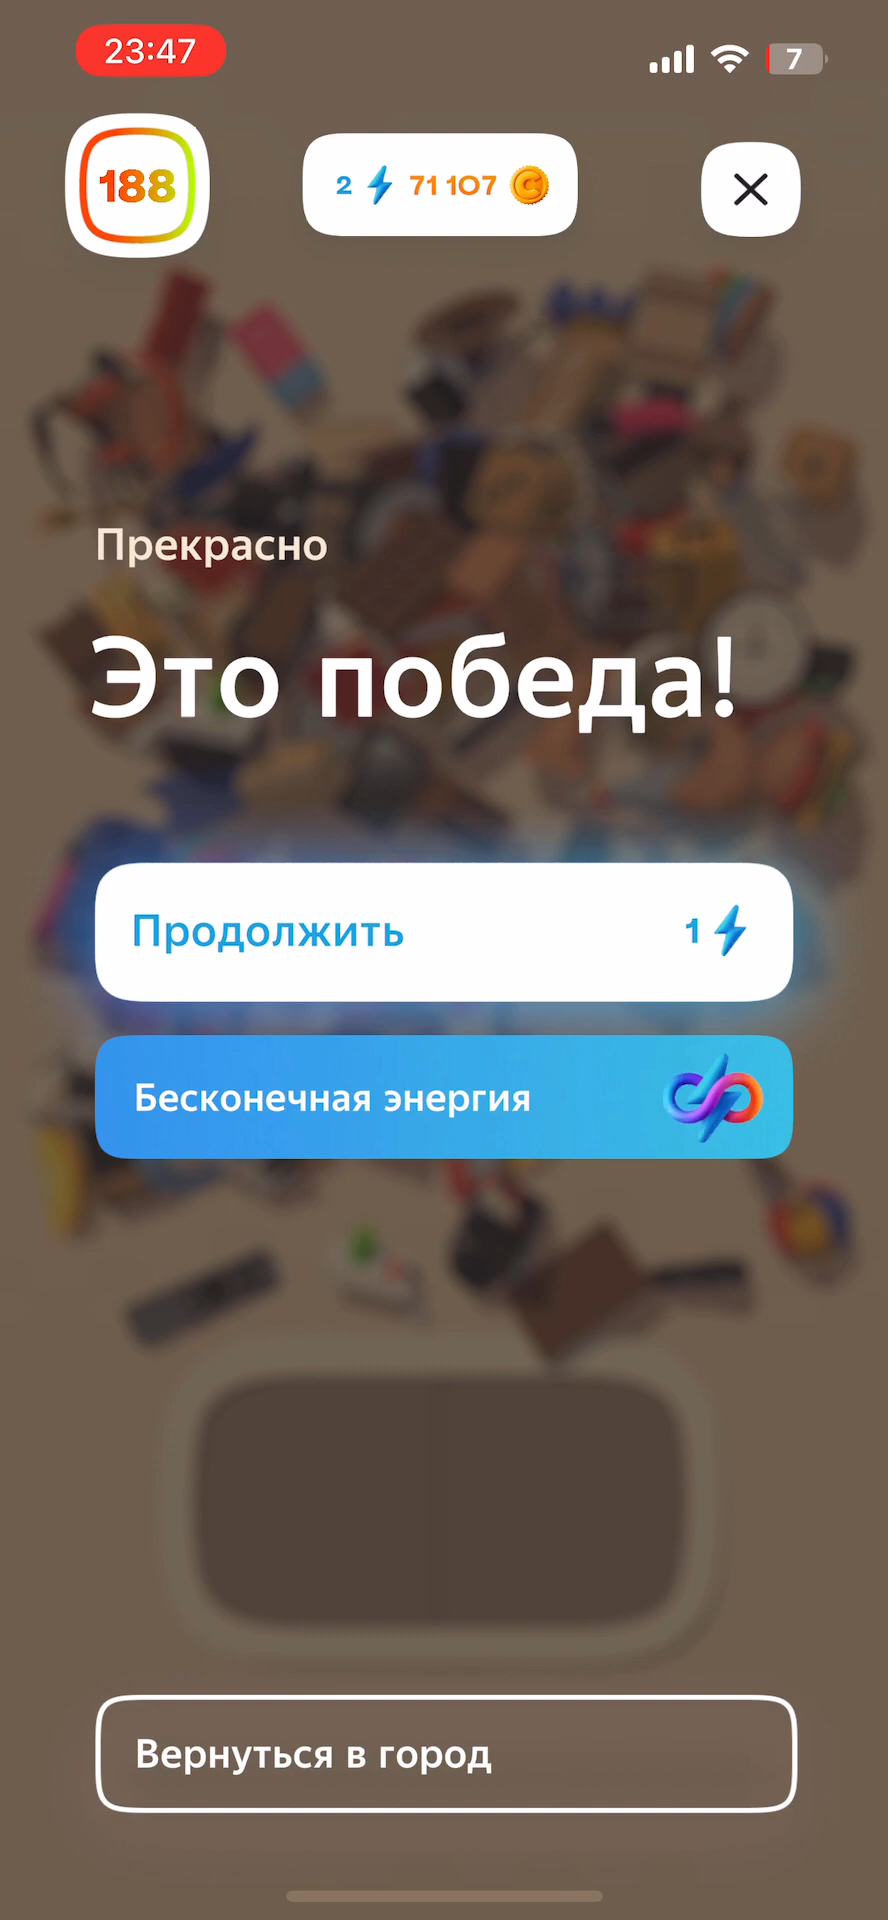 23:47
7
188
2 71 107
Прекрасно
Это победа!
Продолжить 1
Бесконечная энергия
Вернуться в город